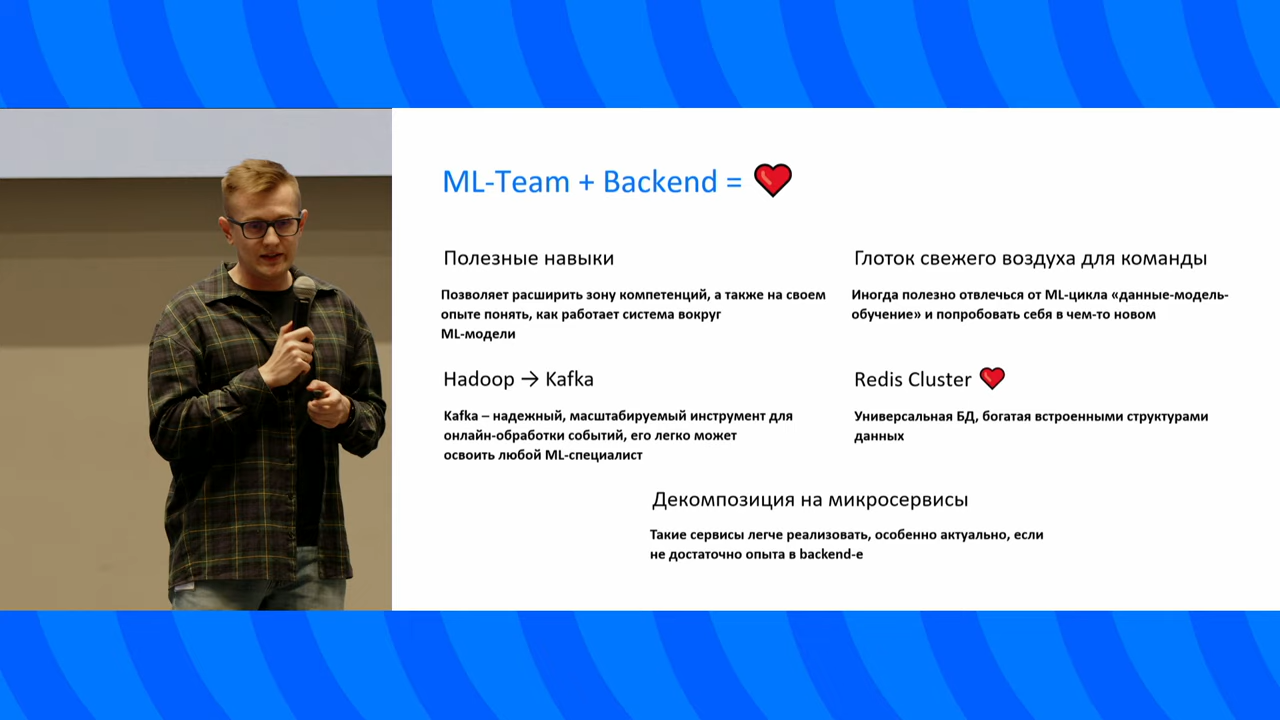 ML-Team + Backend = ❤
Полезные навыки
Позволяет расширить зону компетенций, а также на своем
опыте понять, как работает система вокруг
ML-модели
Глоток свежего воздуха для команды
Иногда полезно отвлечься от ML-цикла «данные-модель-
обучение» и попробовать себя в чем-то новом
Hadoop → Kafka
Kafka – надежный, масштабируемый инструмент для
онлайн-обработки событий, его легко может
освоить любой ML-специалист
Redis Cluster ❤
Универсальная БД, богатая встроенными структурами
данных
Декомпозиция на микросервисы
Такие сервисы легче реализовать, особенно актуально, если
не достаточно опыта в backend-е